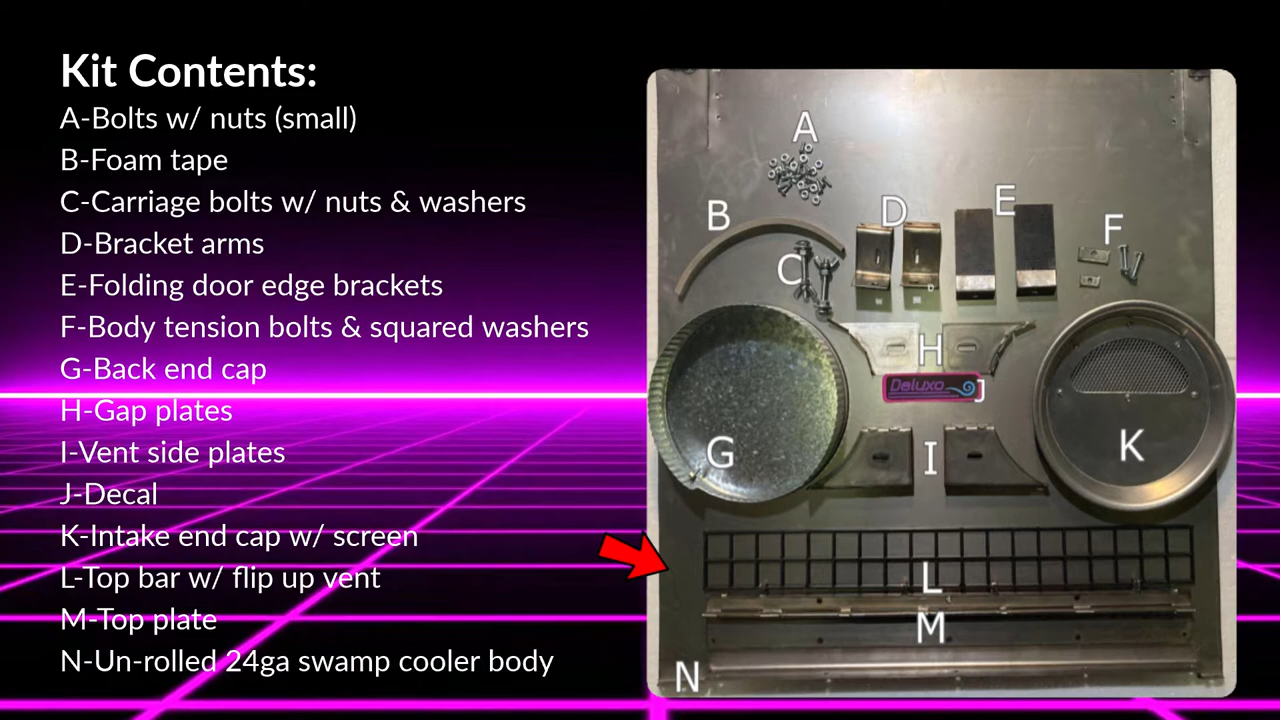 Kit Contents:
A-Bolts w/ nuts (small)
B-Foam tape
C-Carriage bolts w/ nuts & washers
D-Bracket arms
E-Folding door edge brackets
F-Body tension bolts & squared washers
G-Back end cap
H-Gap plates
I-Vent side plates
J-Decal
K-Intake end cap w/ screen
L-Top bar w/ flip up vent
M-Top plate
N-Un-rolled 24ga swamp cooler body
A
B
C
D
E
F
H
Deluxo
J
G
I
K
L
M
N